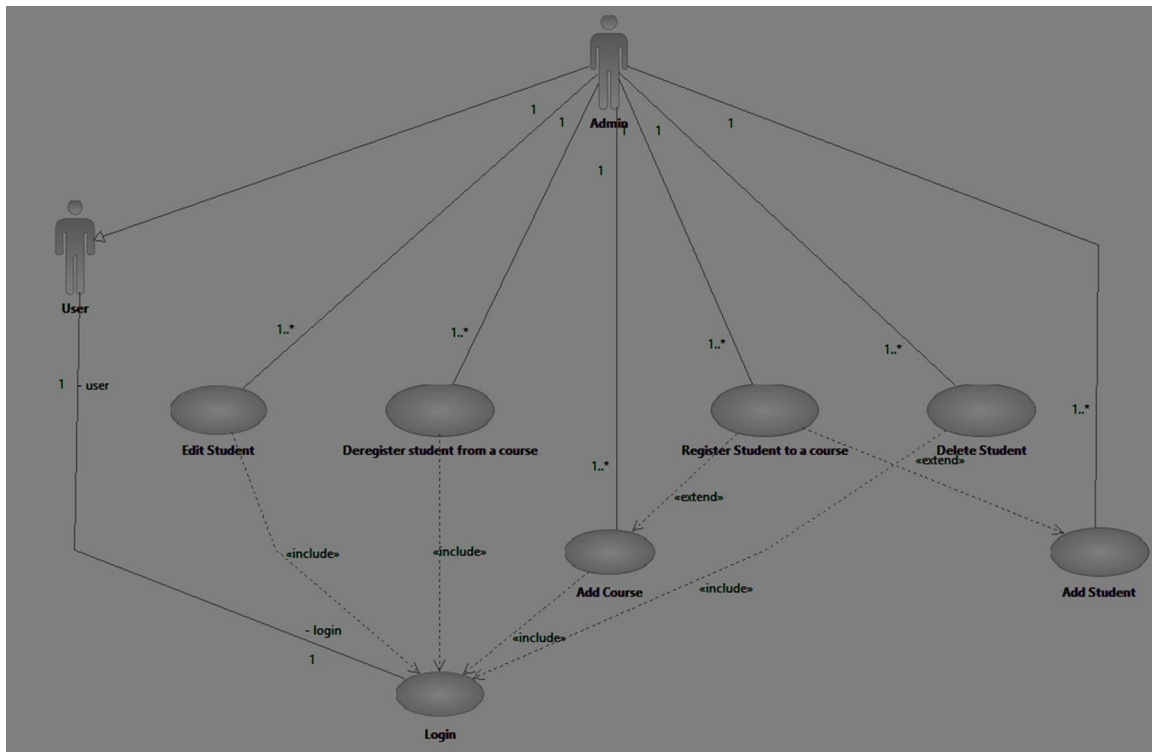 Admin
1
1
1
1
1
1
User
1..*
1..*
1..*
1..*
1
- user
1..*
Edit Student
Deregister student from a course
Register Student to a course
Delete Student
«extend»
1..*
«extend»
«include»
«include»
Add Course
«include»
Add Student
«include»
- login
1
Login